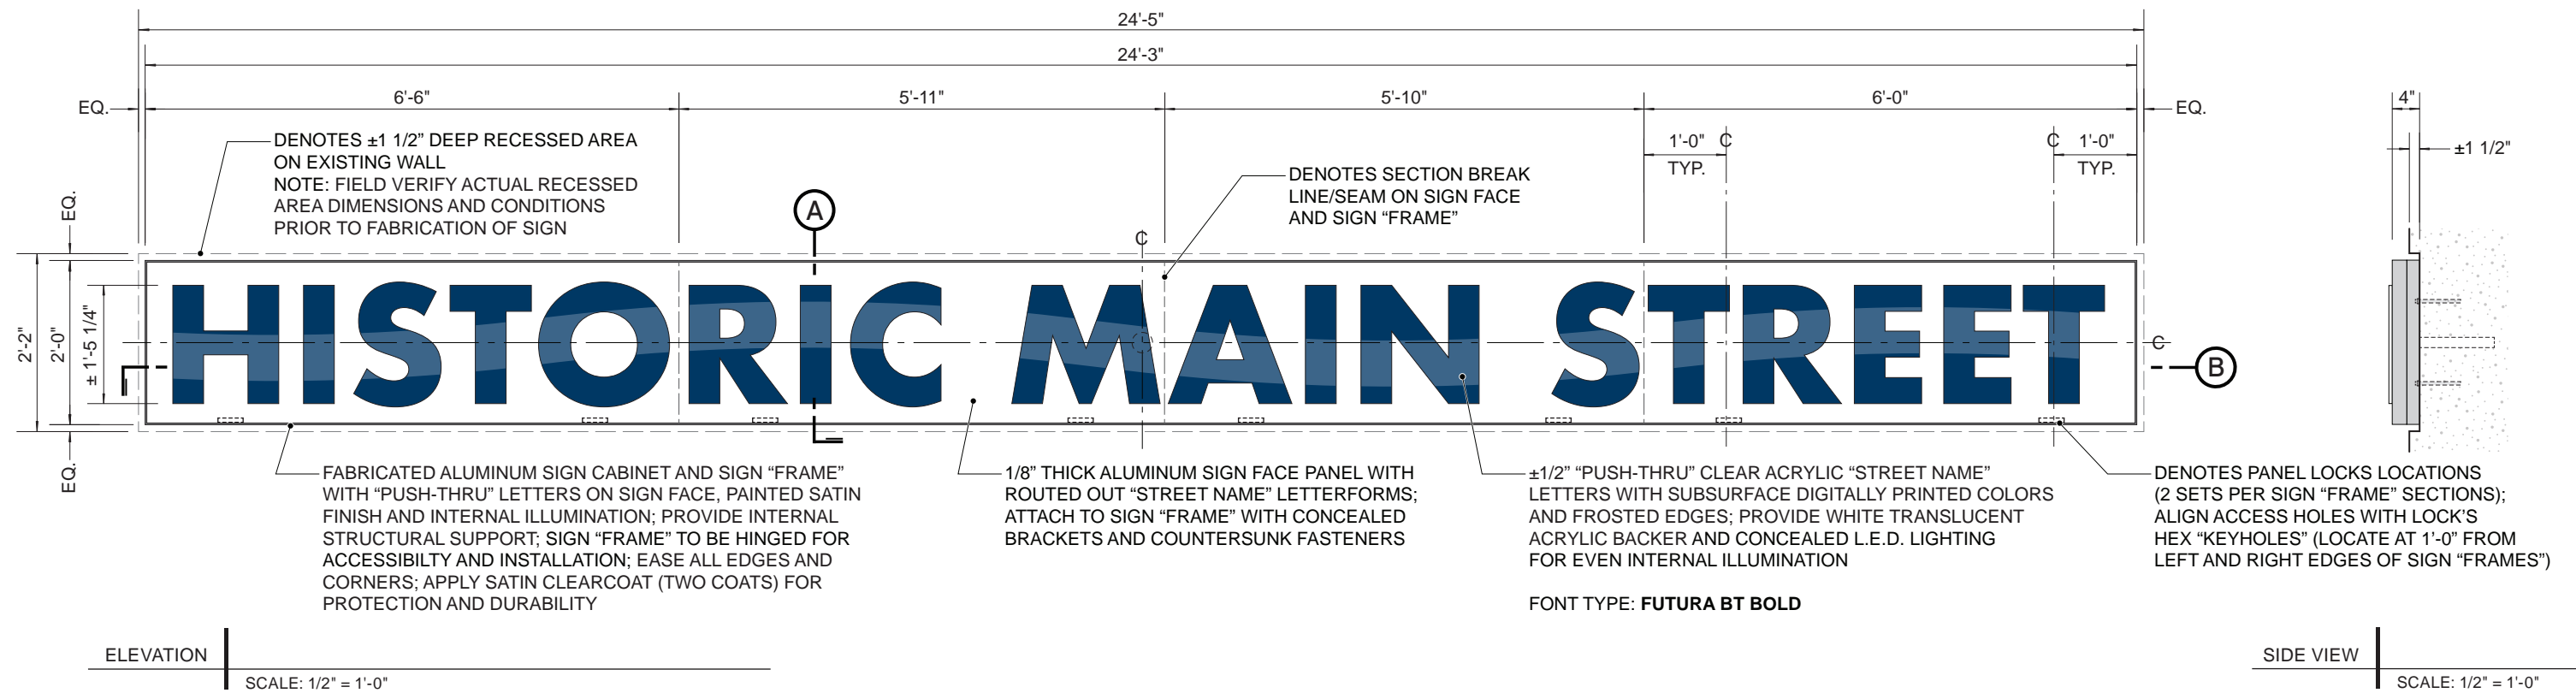 24'-5"
24'-3"
EQ.
6'-6"
5'-11"
5'-10"
6'-0"
EQ.
4"
±1 1/2"
1'-0"
TYP.
C
C
1'-0"
TYP.
DENOTES ±1 1/2” DEEP RECESSED AREA
ON EXISTING WALL
NOTE: FIELD VERIFY ACTUAL RECESSED
AREA DIMENSIONS AND CONDITIONS
PRIOR TO FABRICATION OF SIGN
A
DENOTES SECTION BREAK
LINE/SEAM ON SIGN FACE
AND SIGN “FRAME”
C
EQ.
2'-2"
2'-0"
± 1'-5 1/4"
EQ.
HISTORIC MAIN STREET
C
B
FABRICATED ALUMINUM SIGN CABINET AND SIGN “FRAME”
WITH “PUSH-THRU” LETTERS ON SIGN FACE, PAINTED SATIN
FINISH AND INTERNAL ILLUMINATION; PROVIDE INTERNAL
STRUCTURAL SUPPORT; SIGN “FRAME” TO BE HINGED FOR
ACCESSIBILTY AND INSTALLATION; EASE ALL EDGES AND
CORNERS; APPLY SATIN CLEARCOAT (TWO COATS) FOR
PROTECTION AND DURABILITY
1/8” THICK ALUMINUM SIGN FACE PANEL WITH
ROUTED OUT “STREET NAME” LETTERFORMS;
ATTACH TO SIGN “FRAME” WITH CONCEALED
BRACKETS AND COUNTERSUNK FASTENERS
±1/2” “PUSH-THRU” CLEAR ACRYLIC “STREET NAME”
LETTERS WITH SUBSURFACE DIGITALLY PRINTED COLORS
AND FROSTED EDGES; PROVIDE WHITE TRANSLUCENT
ACRYLIC BACKER AND CONCEALED L.E.D. LIGHTING
FOR EVEN INTERNAL ILLUMINATION
FONT TYPE: FUTURA BT BOLD
DENOTES PANEL LOCKS LOCATIONS
(2 SETS PER SIGN “FRAME” SECTIONS);
ALIGN ACCESS HOLES WITH LOCK’S
HEX “KEYHOLES” (LOCATE AT 1’-0” FROM
LEFT AND RIGHT EDGES OF SIGN “FRAMES”)
ELEVATION
SCALE: 1/2" = 1'-0"
SIDE VIEW
SCALE: 1/2" = 1'-0"